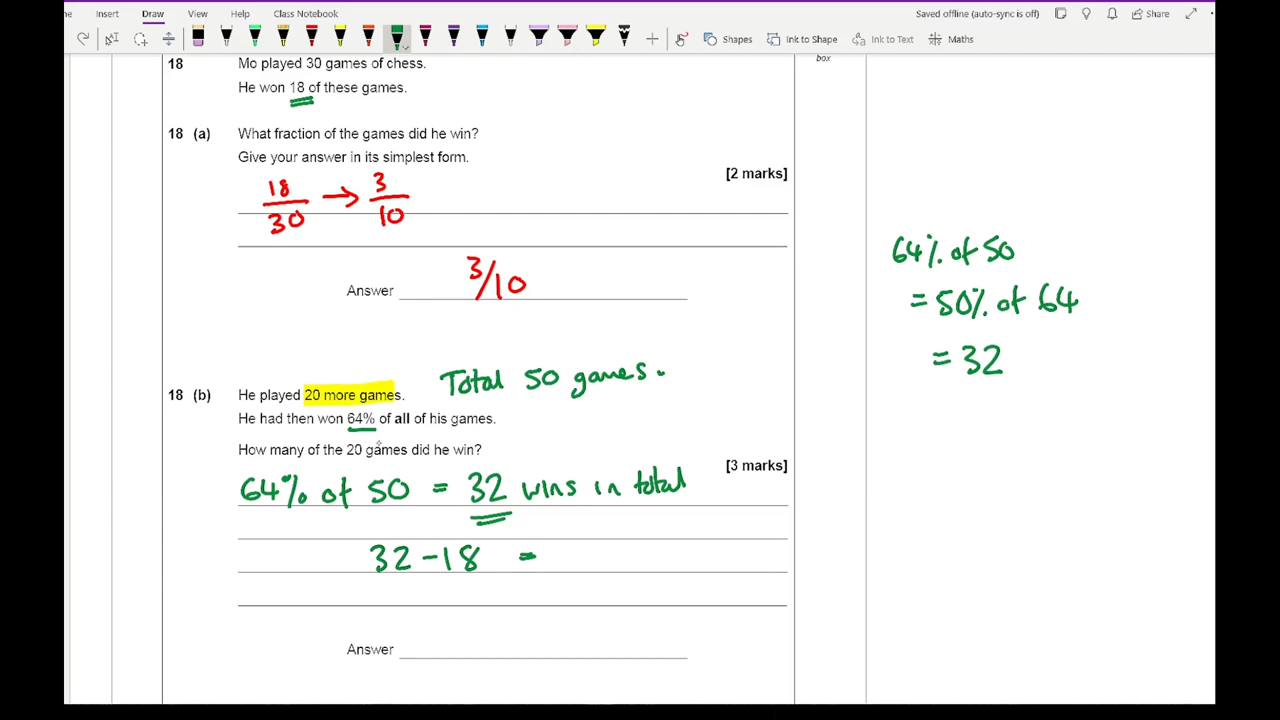 me Insert Draw View Help Class Notebook Saved offline (auto-sync is off) Share
Shapes Ink to Shape Ink to Text Maths
box
18 Mo played 30 games of chess.
He won 18 of these games.
18 (a) What fraction of the games did he win?
Give your answer in its simplest form.
[2 marks]
18/30 → 3/10
Answer 3/10
64% of 50
= 50% of 64
= 32
Total 50 games.
18 (b) He played 20 more games.
He had then won 64% of all of his games.
How many of the 20 games did he win?
[3 marks]
64% of 50 = 32 wins in total
32 - 18 =
Answer